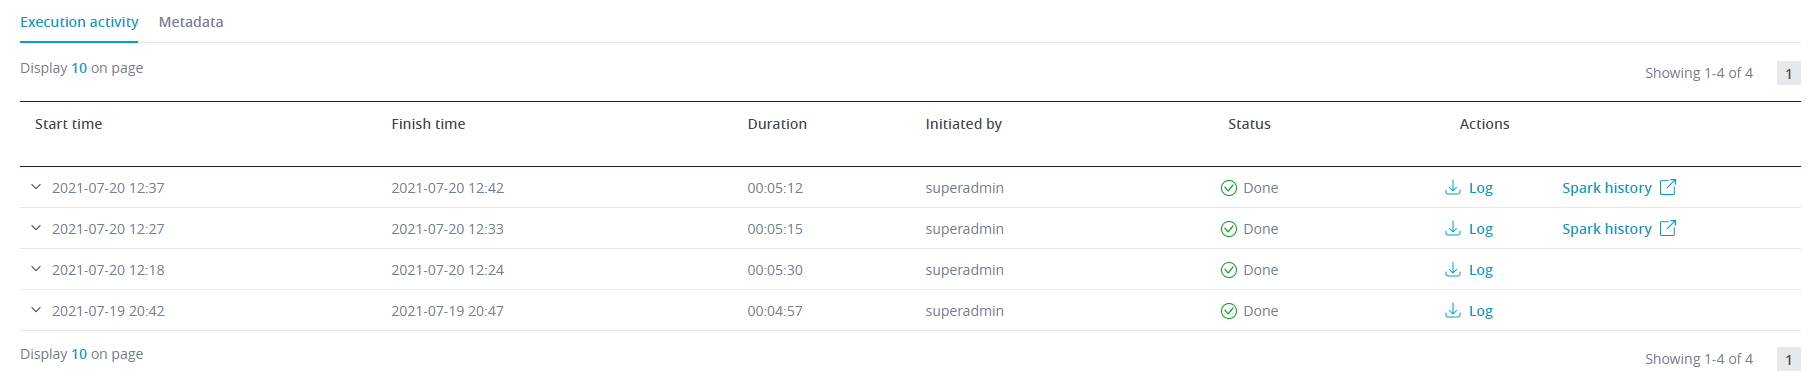 Execution activity Metadata
Display 10 on page
Showing 1-4 of 4 1
Start time Finish time Duration Initiated by Status Actions
2021-07-20 12:37 2021-07-20 12:42 00:05:12 superadmin Done Log Spark history
2021-07-20 12:27 2021-07-20 12:33 00:05:15 superadmin Done Log Spark history
2021-07-20 12:18 2021-07-20 12:24 00:05:30 superadmin Done Log
2021-07-19 20:42 2021-07-19 20:47 00:04:57 superadmin Done Log
Display 10 on page
Showing 1-4 of 4 1